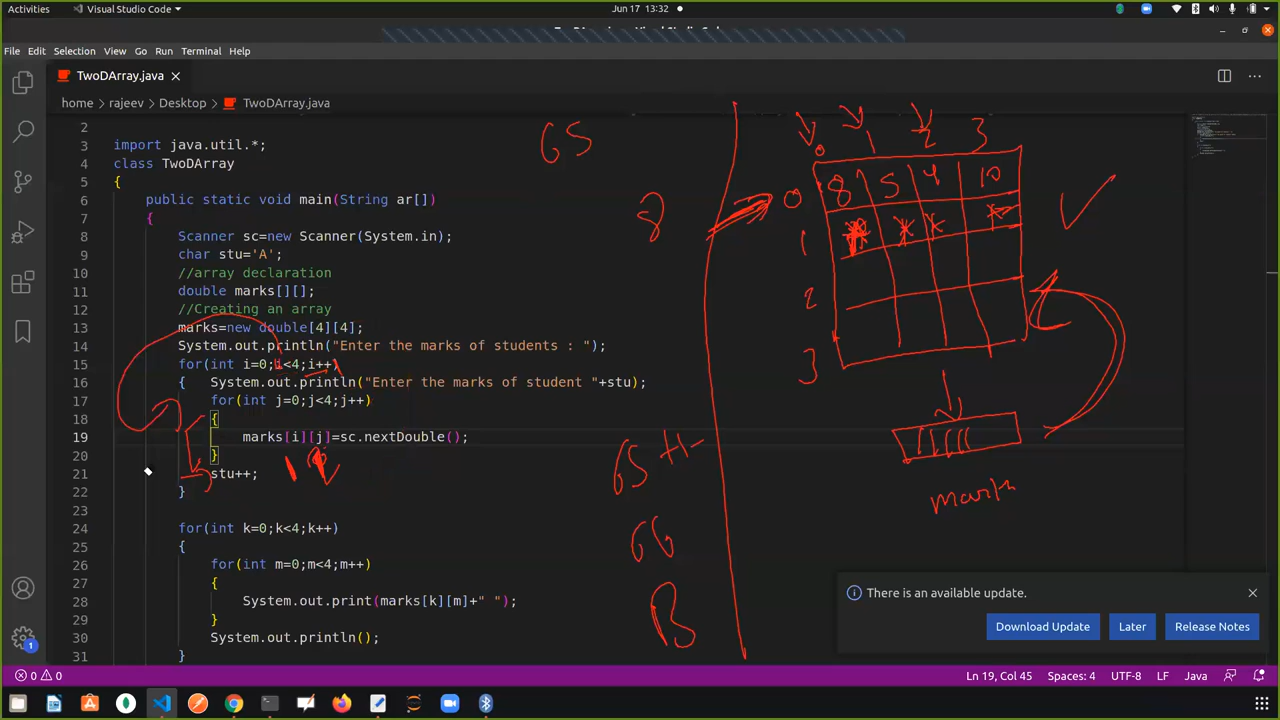 Activities
Visual Studio Code
Jun 17 13:32
File Edit Selection View Go Run Terminal Help
TwoDArray.java
home > rajeev > Desktop > TwoDArray.java
2
3 import java.util.*;
4 class TwoDArray
5 {
6 public static void main(String ar[])
7 {
8 Scanner sc=new Scanner(System.in);
9 char stu='A';
10 //array declaration
11 double marks[][];
12 //Creating an array
13 marks=new double[4][4];
14 System.out.println("Enter the marks of students : ");
15 for(int i=0;i<4;i++)
16 { System.out.println("Enter the marks of student "+stu);
17 for(int j=0;j<4;j++)
18 {
19 marks[i][j]=sc.nextDouble();
20 }
21 stu++;
22 }
24 for(int k=0;k<4;k++)
25 {
26 for(int m=0;m<4;m++)
27 {
28 System.out.print(marks[k][m]+" ");
29 }
30 System.out.println();
31 }
65
8
65 ++
66
B
0 1 2 3
0 8 5 4 10
1 * * * *
2
3
marks
There is an available update.
Download Update Later Release Notes
1
0 0
Ln 19, Col 45 Spaces: 4 UTF-8 LF Java